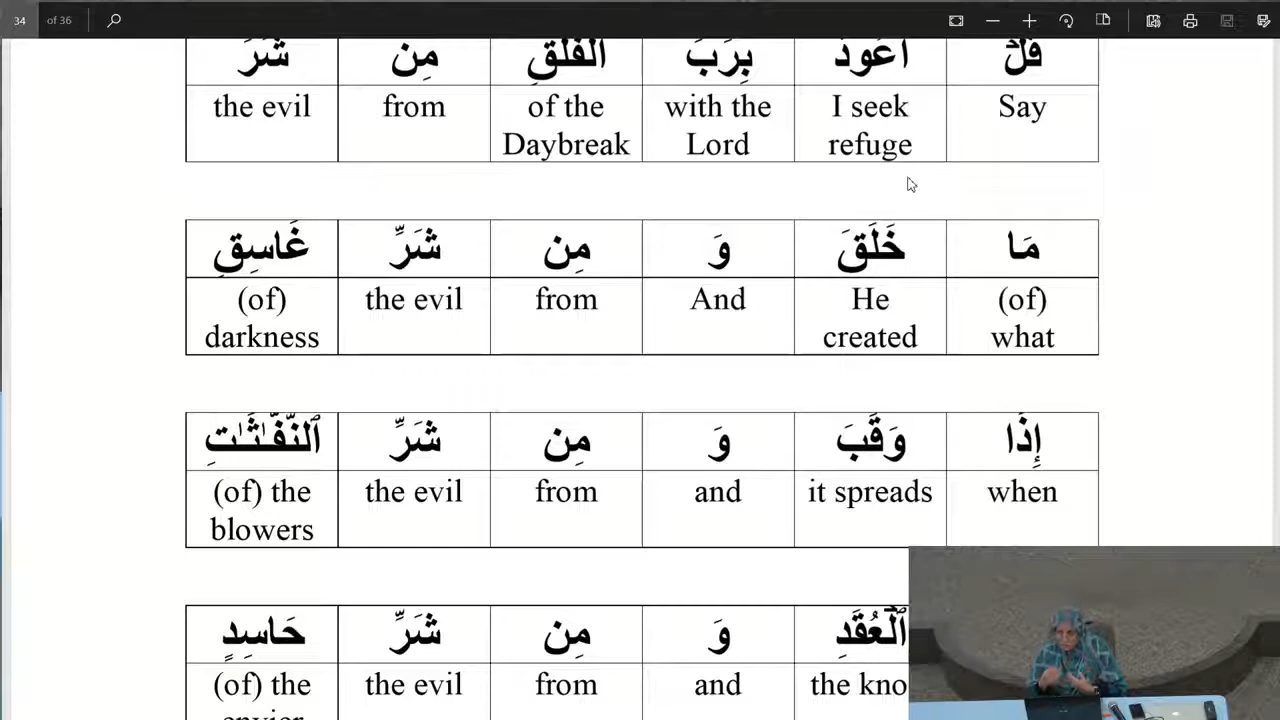 34 of 36
قُلْ أَعُوذُ بِرَبِّ الْفَلَقِ مِن شَرِّ
Say I seek refuge with the Lord of the Daybreak from the evil
مَا خَلَقَ وَ مِن شَرِّ غَاسِقٍ
(of) what He created And from the evil (of) darkness
إِذَا وَقَبَ وَ مِن شَرِّ ٱلنَّفَّـٰثَـٰتِ
when it spreads and from the evil (of) the blowers
ٱلْعُقَدِ وَ مِن شَرِّ حَاسِدٍ
the kno and from the evil (of) the envier